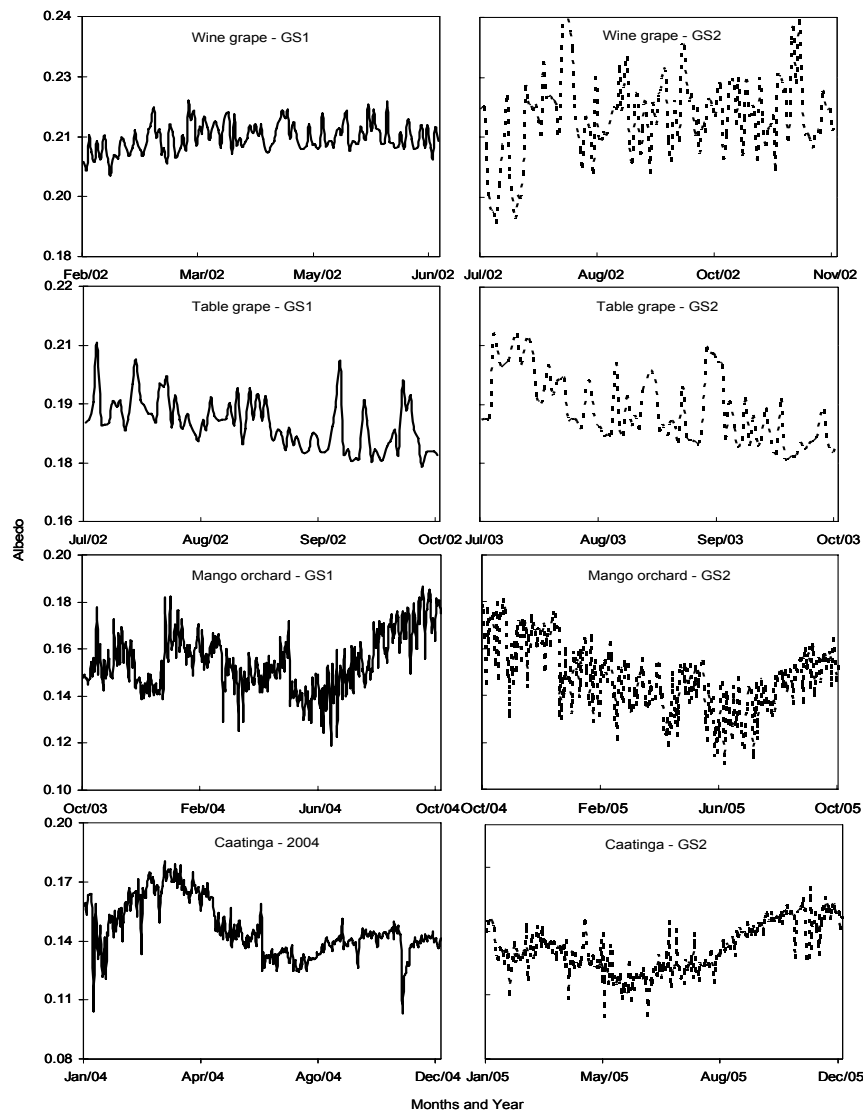 0.24
0.23
0.21
0.20
0.18
Wine grape - GS1
Wine grape - GS2
Feb/02 Mar/02 May/02 Jun/02
Jul/02 Aug/02 Oct/02 Nov/02
0.22
0.21
0.19
0.18
0.16
Table grape - GS1
Table grape - GS2
Jul/02 Aug/02 Sep/02 Oct/02
Jul/03 Aug/03 Sep/03 Oct/03
Albedo
0.20
0.18
0.16
0.14
0.12
0.10
Mango orchard - GS1
Mango orchard - GS2
Oct/03 Feb/04 Jun/04 Oct/04
Oct/04 Feb/05 Jun/05 Oct/05
0.20
0.17
0.14
0.11
0.08
Caatinga - 2004
Caatinga - GS2
Jan/04 Apr/04 Ago/04 Dec/04
Jan/05 May/05 Aug/05 Dec/05
Months and Year